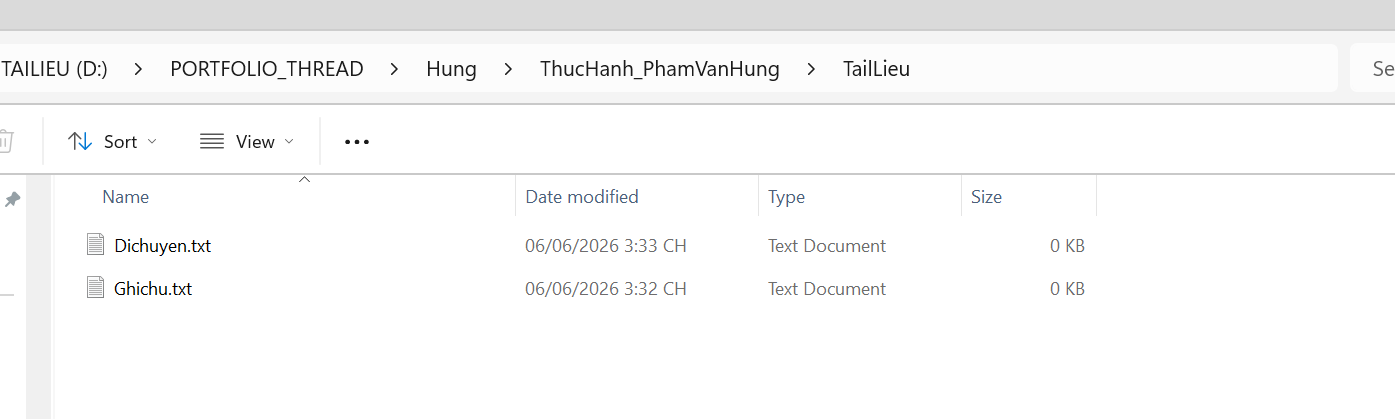 TAILIEU (D:) > PORTFOLIO_THREAD > Hung > ThucHanh_PhamVanHung > TailLieu
Sort View •••
Name Date modified Type Size
Dichuyen.txt 06/06/2026 3:33 CH Text Document 0 KB
Ghichu.txt 06/06/2026 3:32 CH Text Document 0 KB